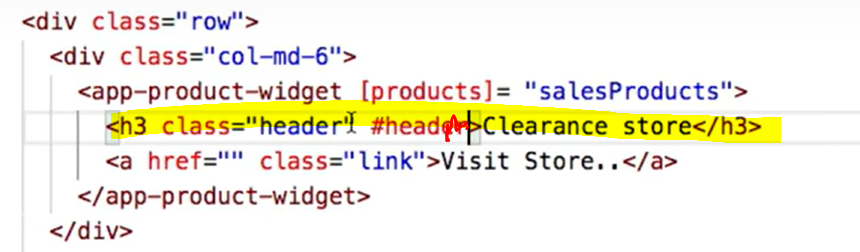 <div class="row">
<div class="col-md-6">
<app-product-widget [products]= "salesProducts">
<h3 class="header" #header>Clearance store</h3>
<a href="" class="link">Visit Store..</a>
</app-product-widget>
</div>